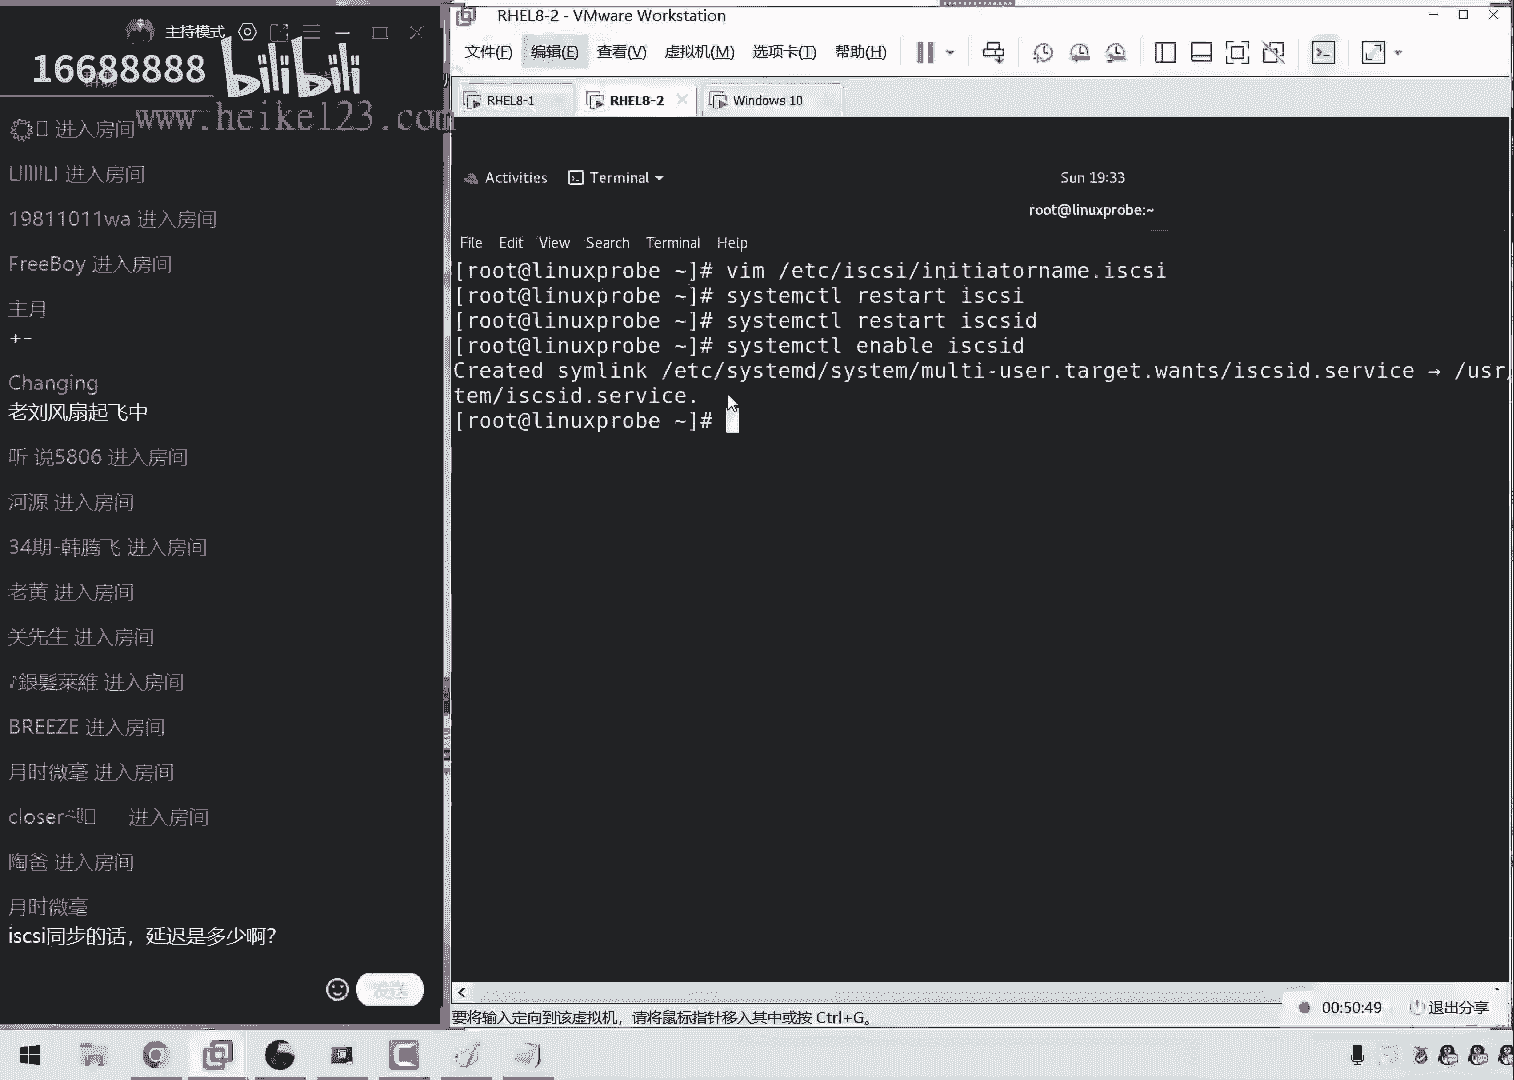 主持模式
16688888
bilibili
www.heike123.com
进入房间
LIIIIILI 进入房间
19811011wa 进入房间
FreeBoy 进入房间
主月
+-
Changing
老刘风扇起飞中
听 说5806 进入房间
河源 进入房间
34期-韩腾飞 进入房间
老黄 进入房间
关先生 进入房间
♪銀髮萊維 进入房间
BREEZE 进入房间
月时微毫 进入房间
closer~ 进入房间
陶爸 进入房间
月时微毫
iscsi同步的话，延迟是多少啊？
发送
RHEL8-2 - VMware Workstation
文件(F) 编辑(E) 查看(V) 虚拟机(M) 选项卡(T) 帮助(H)
RHEL8-1 RHEL8-2 Windows 10
Activities Terminal Sun 19:33
root@linuxprobe:~
File Edit View Search Terminal Help
[root@linuxprobe ~]# vim /etc/iscsi/initiatorname.iscsi
[root@linuxprobe ~]# systemctl restart iscsi
[root@linuxprobe ~]# systemctl restart iscsid
[root@linuxprobe ~]# systemctl enable iscsid
Created symlink /etc/systemd/system/multi-user.target.wants/iscsid.service → /usr/
tem/iscsid.service.
[root@linuxprobe ~]#
要将输入定向到该虚拟机，请将鼠标指针移入其中或按 Ctrl+G。
00:50:49 退出分享